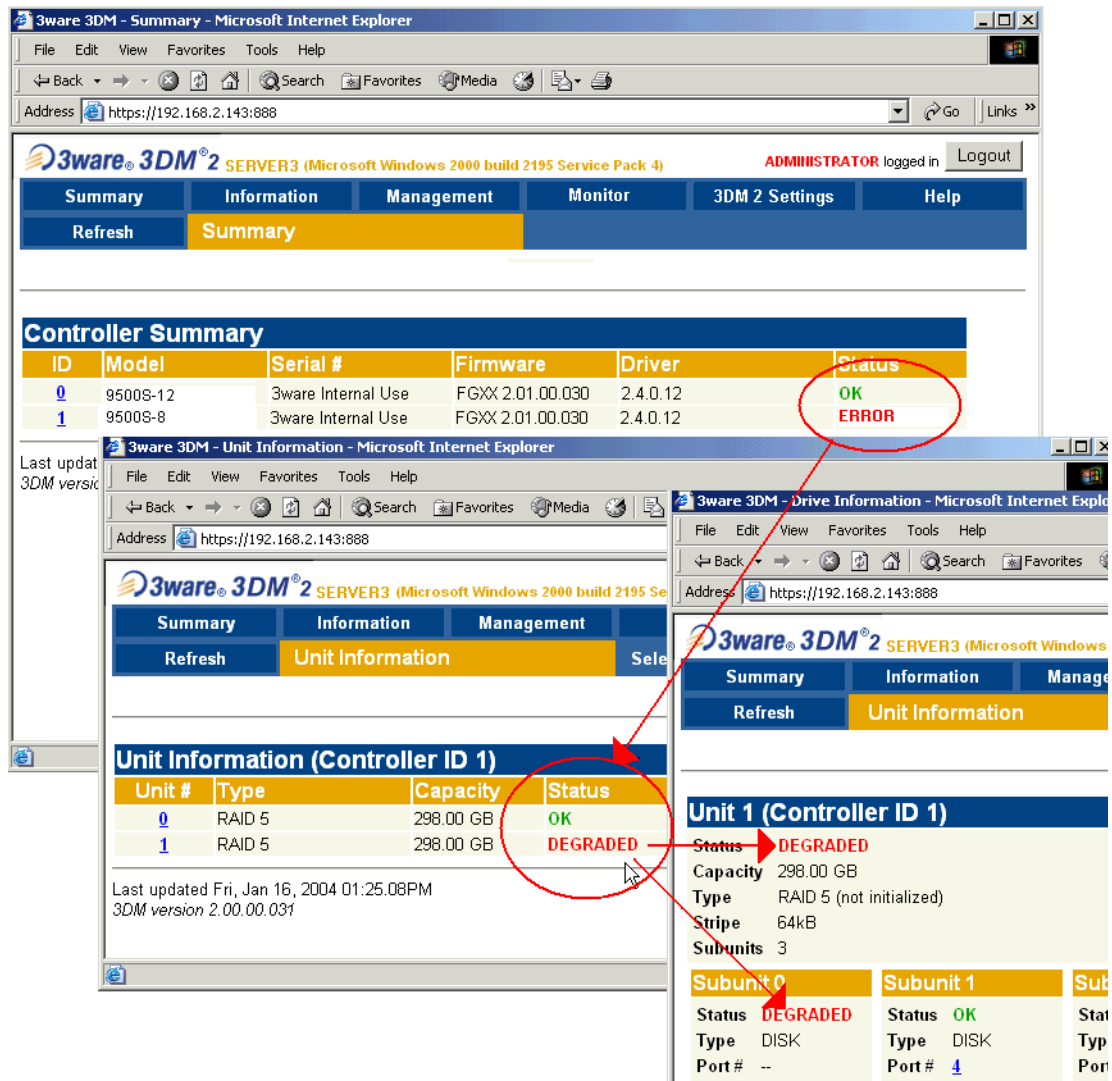 3ware 3DM - Summary - Microsoft Internet Explorer
File Edit View Favorites Tools Help
Back Search Favorites Media
Address https://192.168.2.143:888 Go Links »
3ware® 3DM®2 SERVER3 (Microsoft Windows 2000 build 2195 Service Pack 4) ADMINISTRATOR logged in Logout
Summary Information Management Monitor 3DM 2 Settings Help
Refresh Summary
Controller Summary
ID Model Serial # Firmware Driver Status
0 9500S-12 3ware Internal Use FGXX 2.01.00.030 2.4.0.12 OK
1 9500S-8 3ware Internal Use FGXX 2.01.00.030 2.4.0.12 ERROR
Last updat
3DM versic
3ware 3DM - Unit Information - Microsoft Internet Explorer
File Edit View Favorites Tools Help
Back Search Favorites Media
Address https://192.168.2.143:888
3ware® 3DM®2 SERVER3 (Microsoft Windows 2000 build 2195 Se
Summary Information Management
Refresh Unit Information Sele
Unit Information (Controller ID 1)
Unit # Type Capacity Status
0 RAID 5 298.00 GB OK
1 RAID 5 298.00 GB DEGRADED
Last updated Fri, Jan 16, 2004 01:25.08PM
3DM version 2.00.00.031
3ware 3DM - Drive Information - Microsoft Internet Explo
File Edit View Favorites Tools Help
Back Search Favorites
Address https://192.168.2.143:888
3ware® 3DM®2 SERVER3 (Microsoft Windows
Summary Information Manage
Refresh Unit Information
Unit 1 (Controller ID 1)
Status DEGRADED
Capacity 298.00 GB
Type RAID 5 (not initialized)
Stripe 64kB
Subunits 3
Subunit 0 Subunit 1 Sub
Status DEGRADED Status OK Stat
Type DISK Type DISK Typ
Port # -- Port # 4 Port